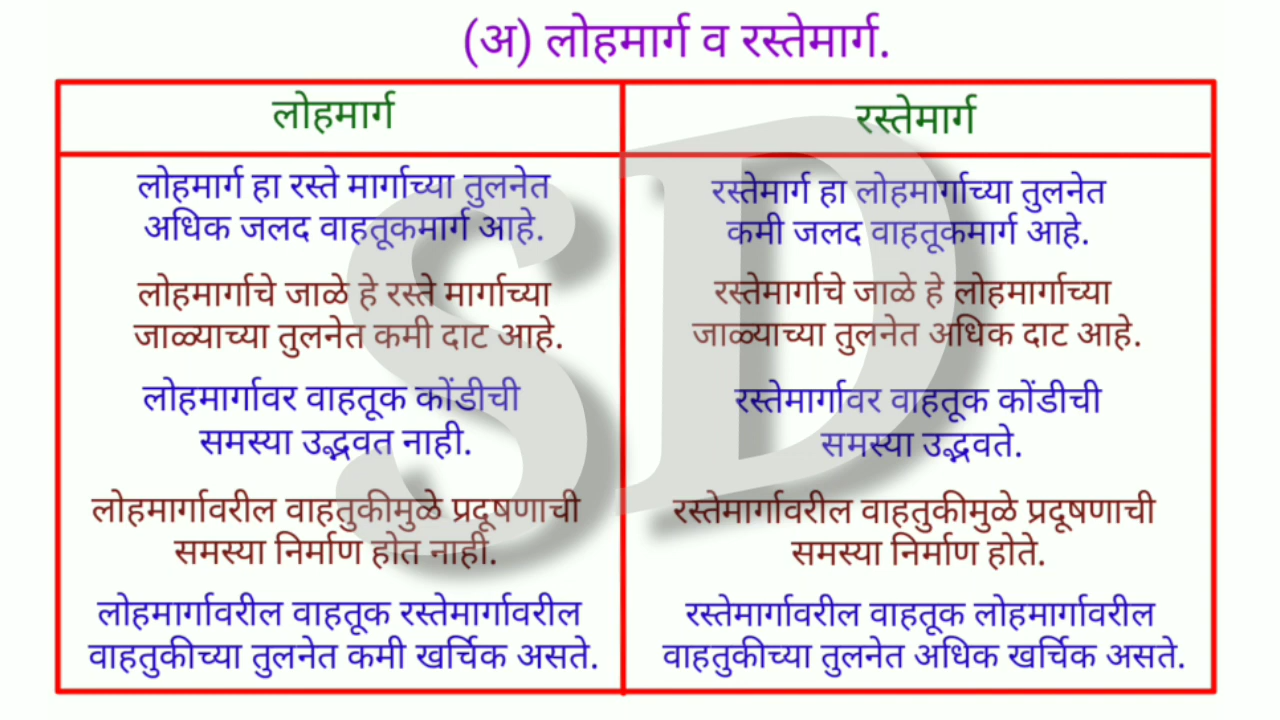 (अ) लोहमार्ग व रस्तेमार्ग.
लोहमार्ग
लोहमार्ग हा रस्ते मार्गाच्या तुलनेत
अधिक जलद वाहतूकमार्ग आहे.
लोहमार्गाचे जाळे हे रस्ते मार्गाच्या
जाळ्याच्या तुलनेत कमी दाट आहे.
लोहमार्गावर वाहतूक कोंडीची
समस्या उद्भवत नाही.
लोहमार्गावरील वाहतुकीमुळे प्रदूषणाची
समस्या निर्माण होत नाही.
लोहमार्गावरील वाहतूक रस्तेमार्गावरील
वाहतुकीच्या तुलनेत कमी खर्चिक असते.
रस्तेमार्ग
रस्तेमार्ग हा लोहमार्गाच्या तुलनेत
कमी जलद वाहतूकमार्ग आहे.
रस्तेमार्गाचे जाळे हे लोहमार्गाच्या
जाळ्याच्या तुलनेत अधिक दाट आहे.
रस्तेमार्गावर वाहतूक कोंडीची
समस्या उद्भवते.
रस्तेमार्गावरील वाहतुकीमुळे प्रदूषणाची
समस्या निर्माण होते.
रस्तेमार्गावरील वाहतूक लोहमार्गावरील
वाहतुकीच्या तुलनेत अधिक खर्चिक असते.
SD